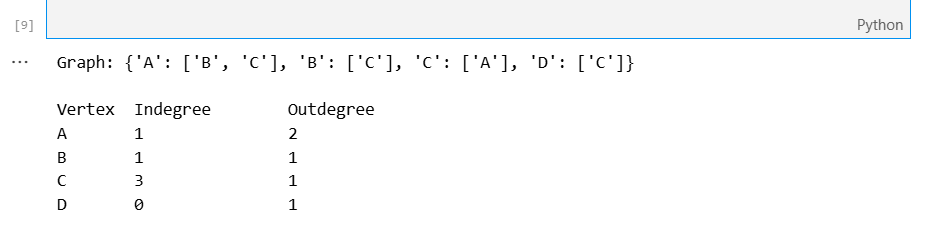 [9]
Python
... Graph: {'A': ['B', 'C'], 'B': ['C'], 'C': ['A'], 'D': ['C']}
Vertex Indegree Outdegree
A 1 2
B 1 1
C 3 1
D 0 1